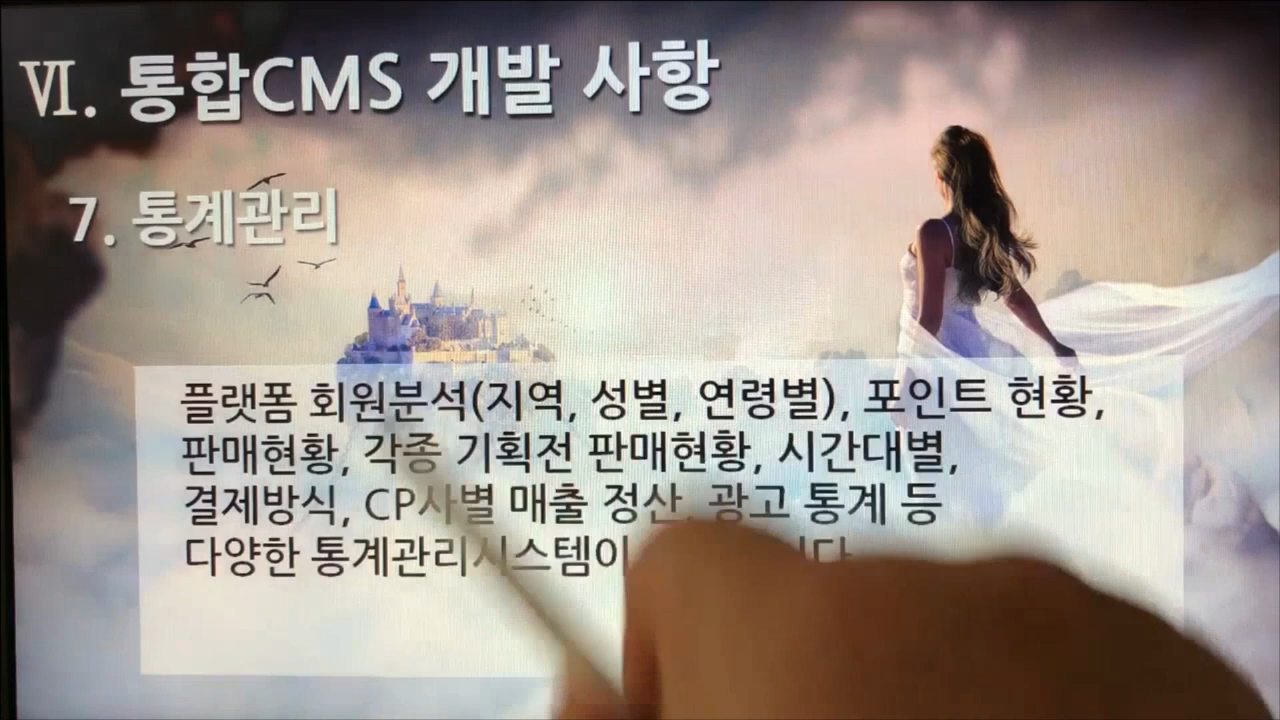 Ⅵ. 통합CMS 개발 사항
7. 통계관리
플랫폼 회원분석(지역, 성별, 연령별), 포인트 현황,
판매현황, 각종 기획전 판매현황, 시간대별,
결제방식, CP사별 매출 정산, 광고 통계 등
다양한 통계관리시스템이